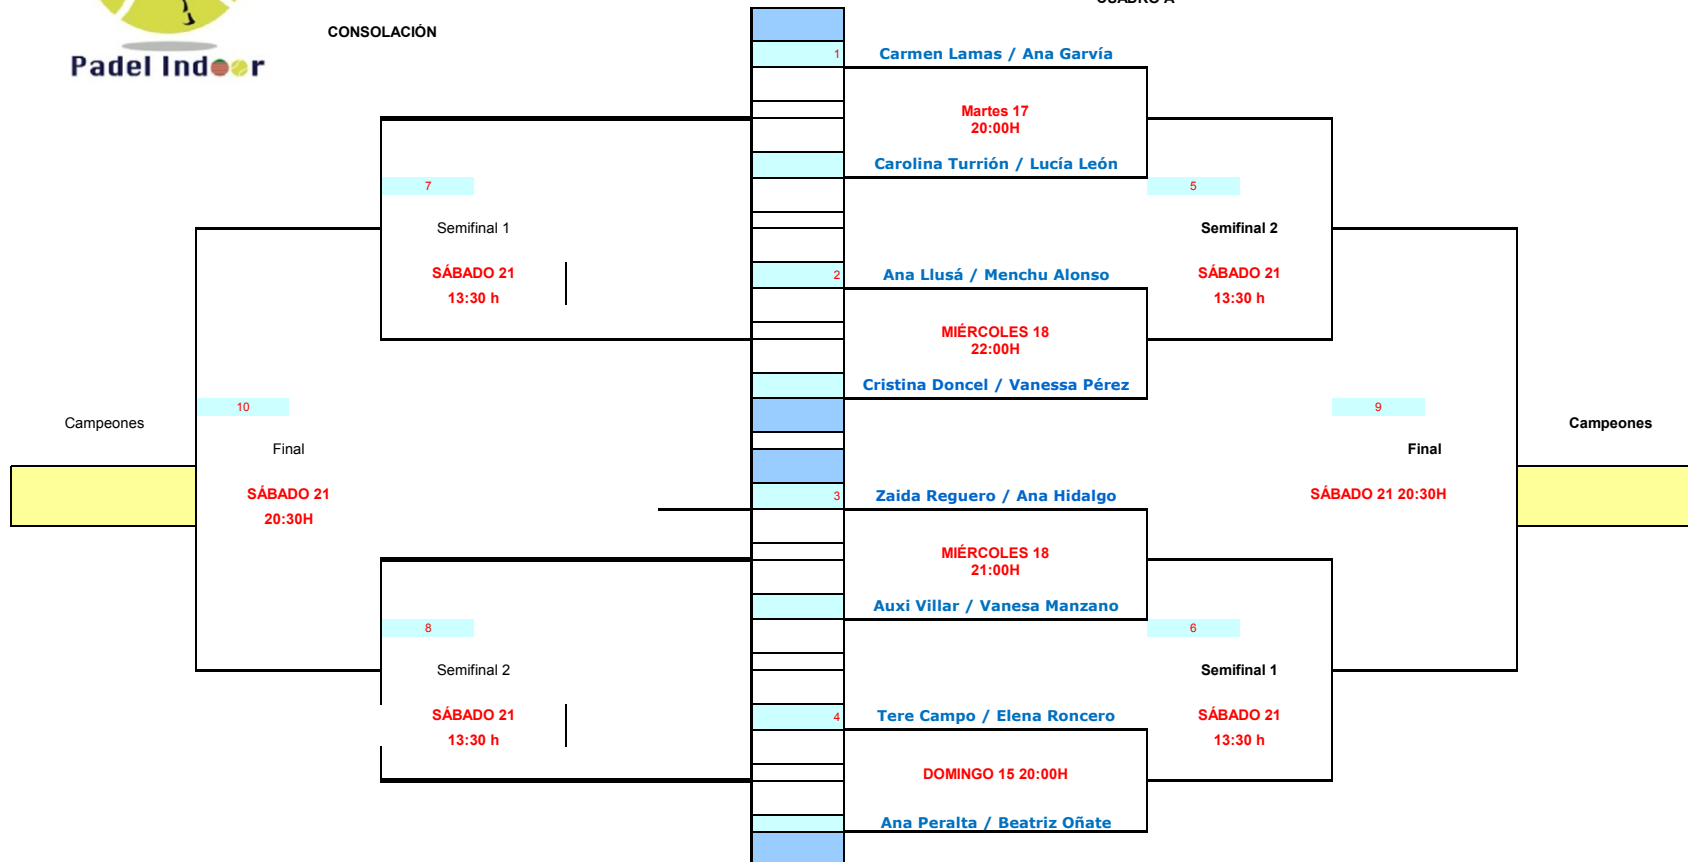 CUADRO A
CONSOLACIÓN
Padel Indoor
1
Carmen Lamas / Ana Garvía
Martes 17
20:00H
Carolina Turrión / Lucía León
7
5
Semifinal 1
Semifinal 2
SÁBADO 21
13:30 h
2
Ana Llusá / Menchu Alonso
SÁBADO 21
13:30 h
MIÉRCOLES 18
22:00H
Cristina Doncel / Vanessa Pérez
10
9
Campeones
Campeones
Final
Final
SÁBADO 21
20:30H
3
Zaida Reguero / Ana Hidalgo
SÁBADO 21 20:30H
MIÉRCOLES 18
21:00H
Auxi Villar / Vanesa Manzano
8
6
Semifinal 2
Semifinal 1
SÁBADO 21
13:30 h
4
Tere Campo / Elena Roncero
SÁBADO 21
13:30 h
DOMINGO 15 20:00H
Ana Peralta / Beatriz Oñate